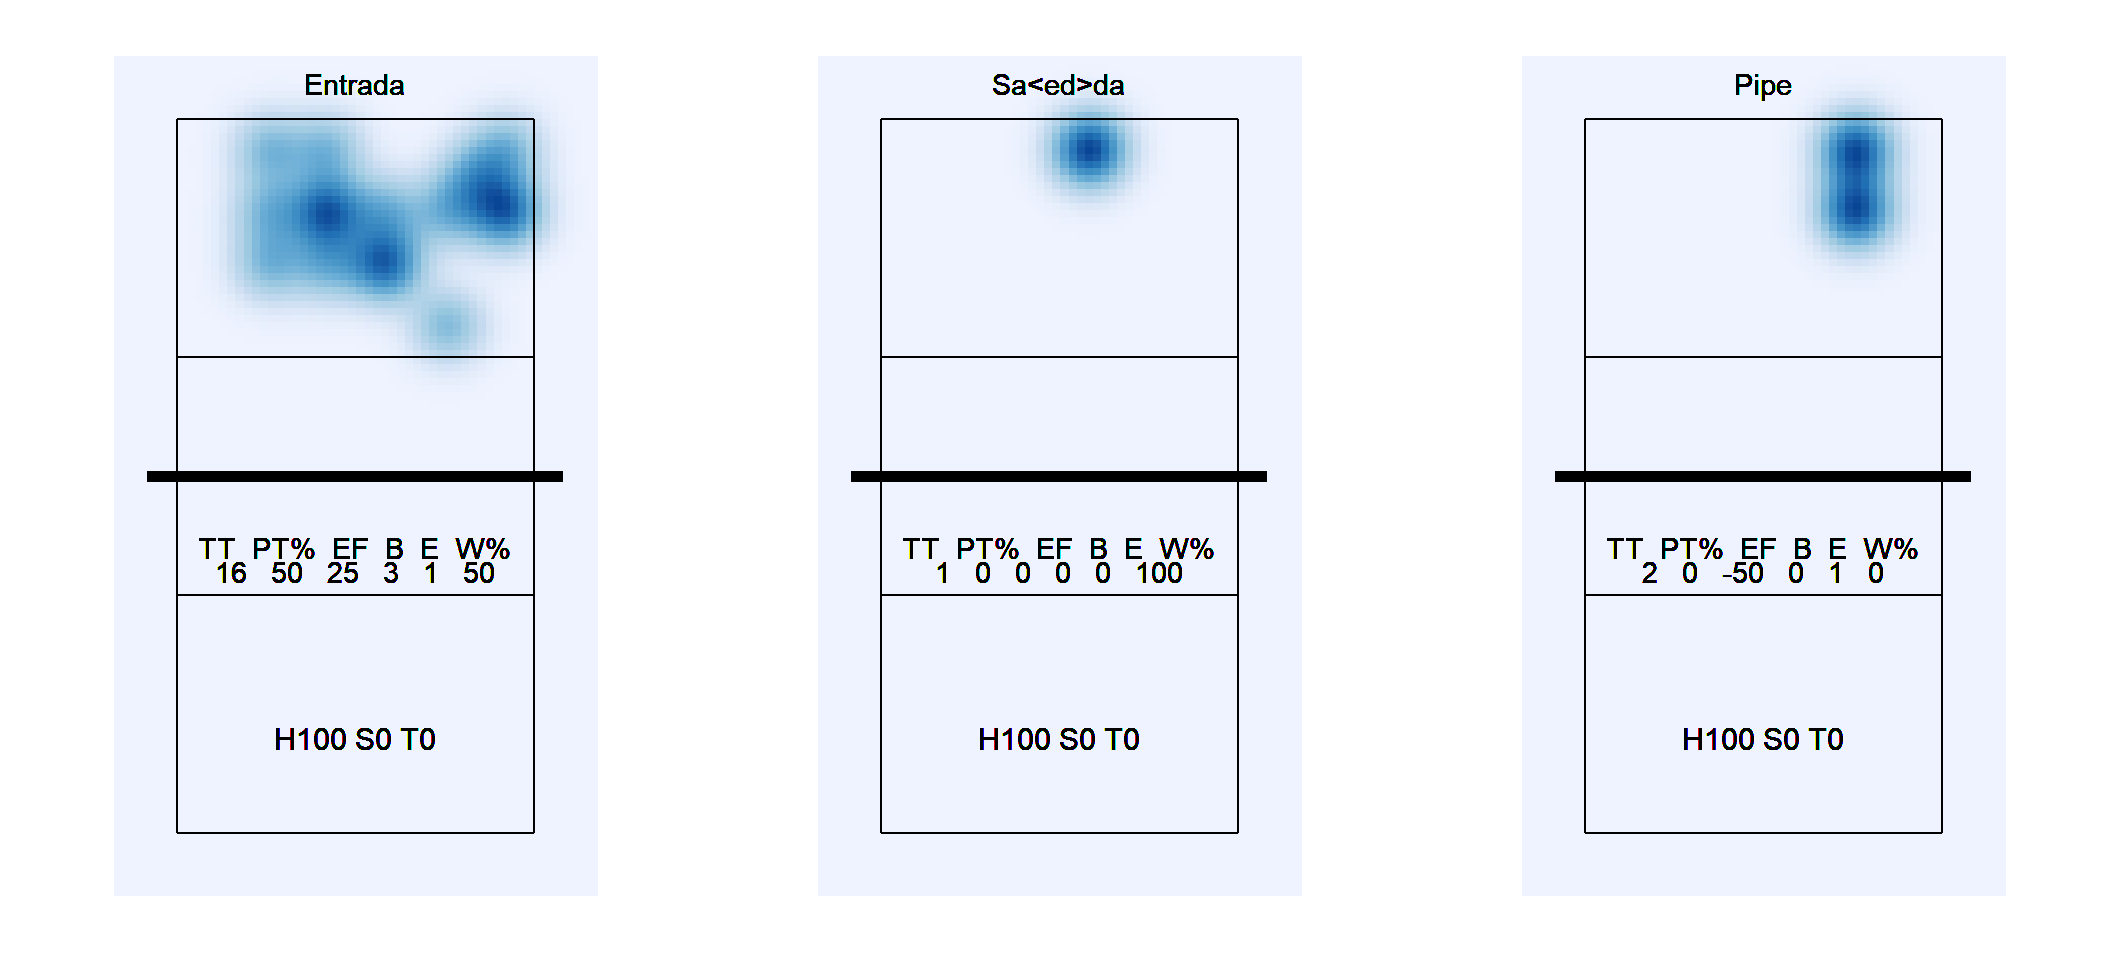 Entrada
TT PT% EF B E W%
16 50 25 3 1 50
H100 S0 T0
Sa<ed>da
TT PT% EF B E W%
1 0 0 0 0 100
H100 S0 T0
Pipe
TT PT% EF B E W%
2 0 -50 0 1 0
H100 S0 T0